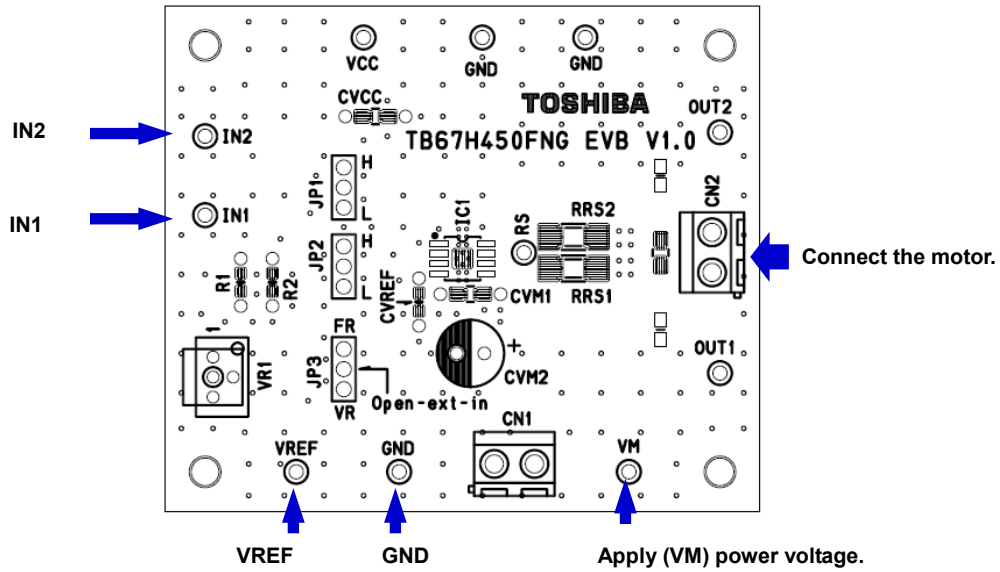 VCC
GND
GND
CVCC
TOSHIBA
OUT2
IN2
IN2
TB67H450FNG EVB V1.0
H
JP1
L
CN2
IN1
IN1
IC1
RS
RRS2
H
JP2
L
Connect the motor.
R1
R2
CVREF
CVM1
RRS1
1
VR1
FR
JP3
VR
+
CVM2
OUT1
Open-ext-in
CN1
VREF
GND
VM
VREF
GND
Apply (VM) power voltage.